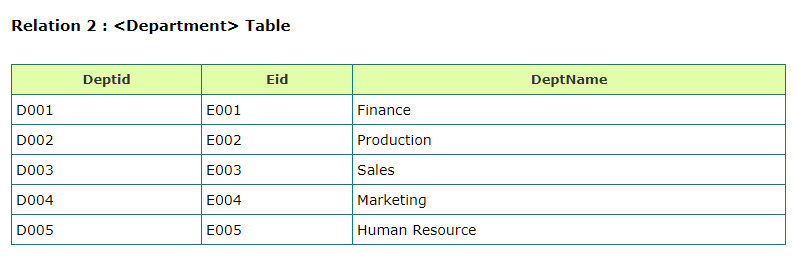 Relation 2 : <Department> Table
Deptid Eid DeptName
D001 E001 Finance
D002 E002 Production
D003 E003 Sales
D004 E004 Marketing
D005 E005 Human Resource